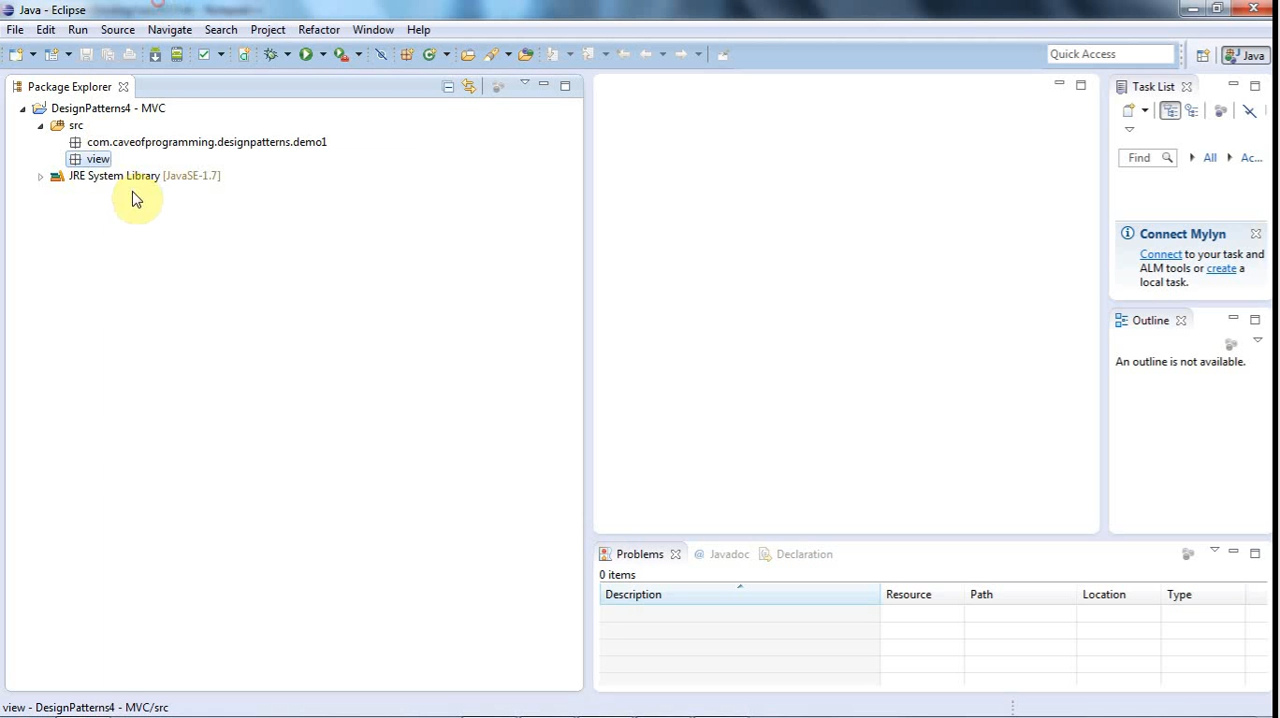 Java - Eclipse
File Edit Run Source Navigate Search Project Refactor Window Help
Quick Access
Java
Package Explorer
DesignPatterns4 - MVC
src
com.caveofprogramming.designpatterns.demo1
view
JRE System Library [JavaSE-1.7]
Task List
Find
All
Ac...
Connect Mylyn
Connect to your task and
ALM tools or create a
local task.
Outline
An outline is not available.
Problems @ Javadoc Declaration
0 items
Description Resource Path Location Type
view - DesignPatterns4 - MVC/src